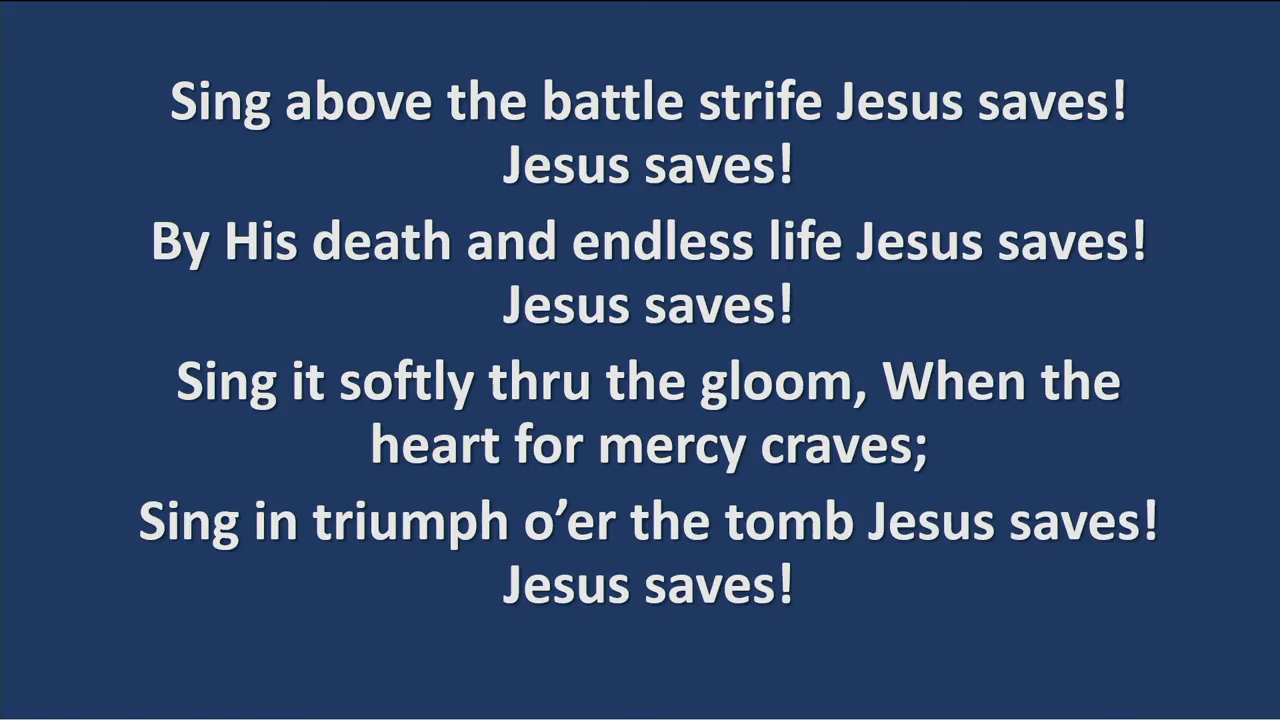 Sing above the battle strife Jesus saves!
Jesus saves!
By His death and endless life Jesus saves!
Jesus saves!
Sing it softly thru the gloom, When the
heart for mercy craves;
Sing in triumph o’er the tomb Jesus saves!
Jesus saves!